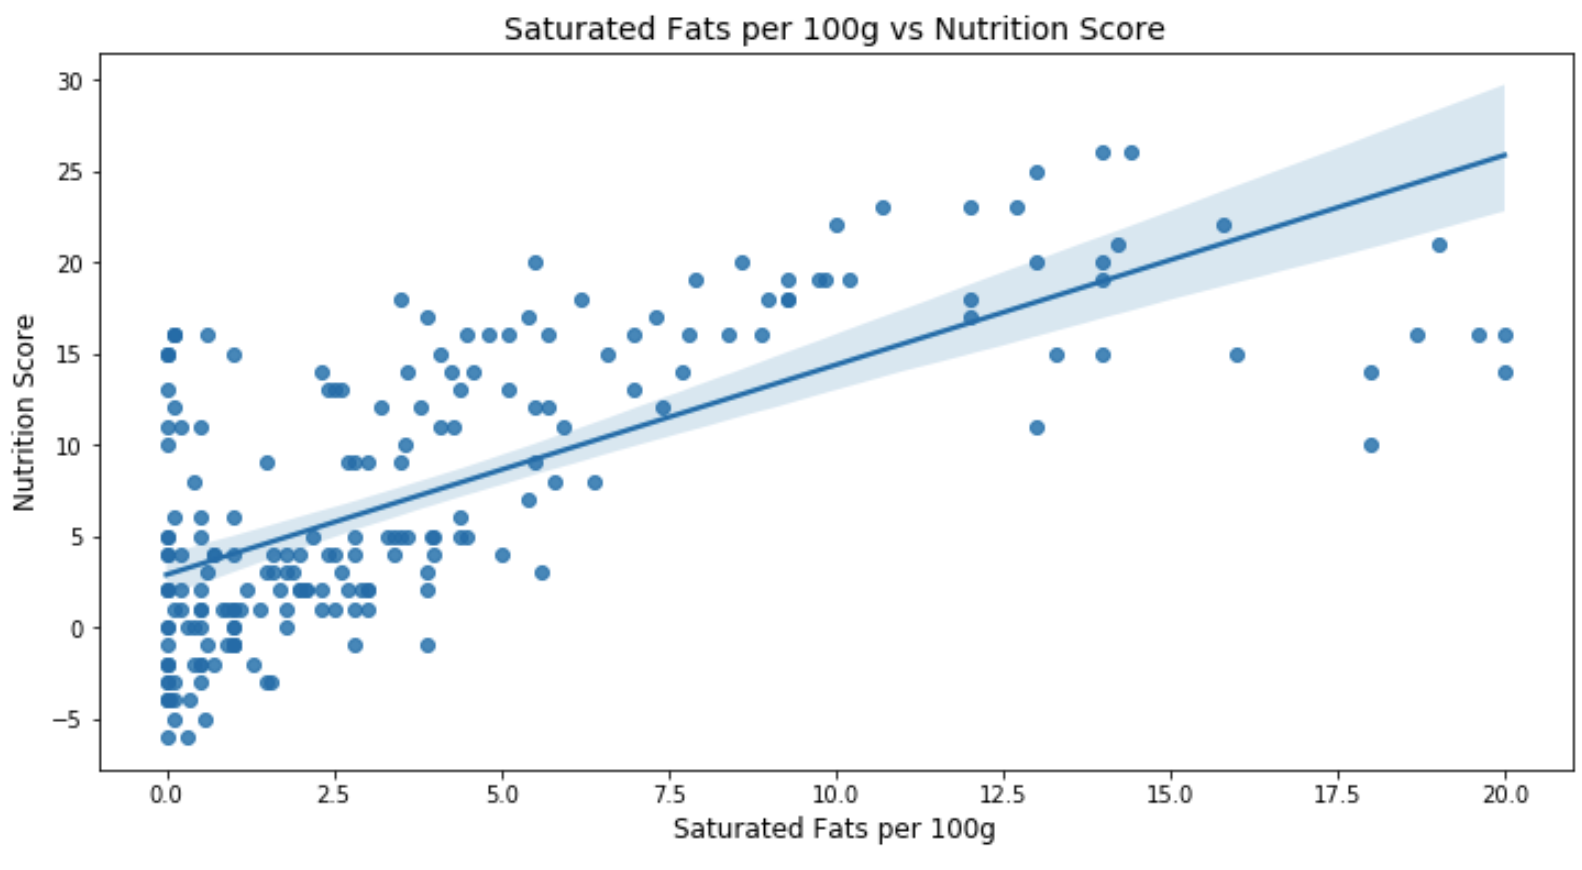 Saturated Fats per 100g vs Nutrition Score
30
25
20
15
10
5
0
−5
Nutrition Score
0.0 2.5 5.0 7.5 10.0 12.5 15.0 17.5 20.0
Saturated Fats per 100g